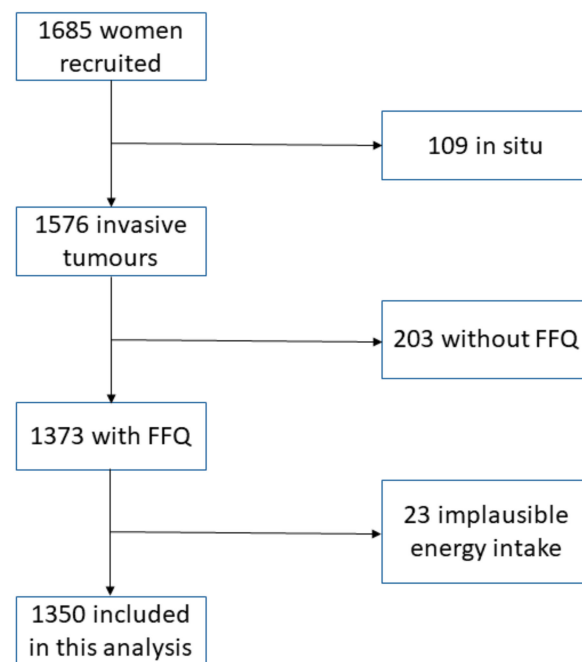 1685 women
recruited
109 in situ
1576 invasive
tumours
203 without FFQ
1373 with FFQ
23 implausible
energy intake
1350 included
in this analysis